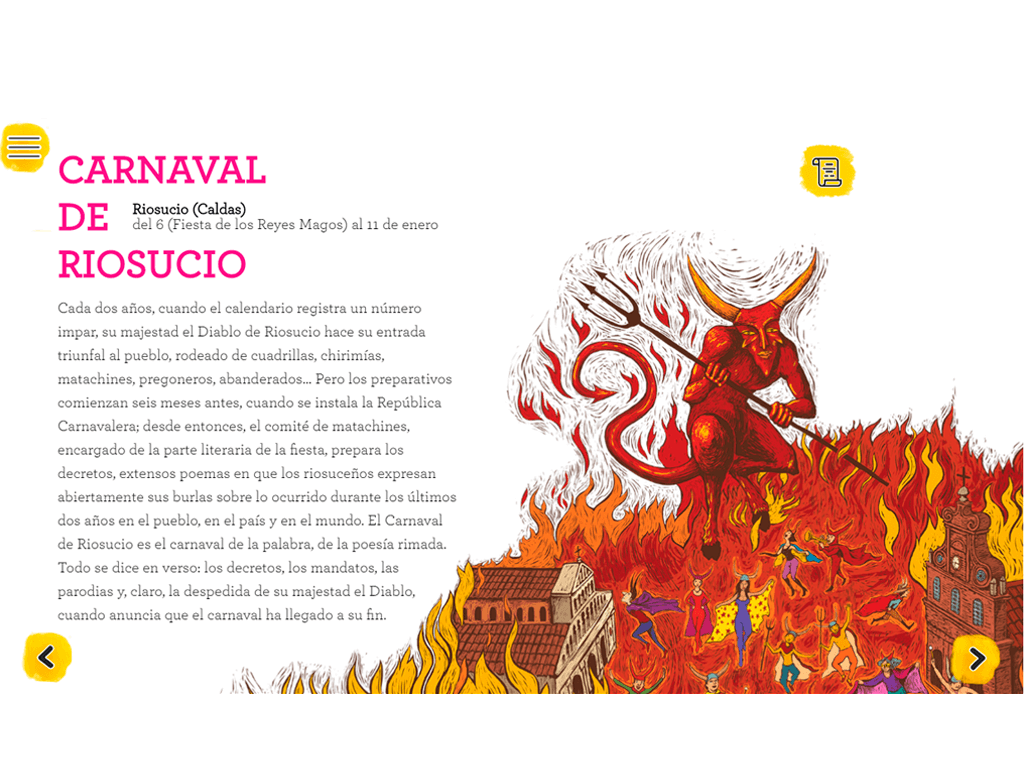 CARNAVAL
DE
RIOSUCIO
Riosucio (Caldas)
del 6 (Fiesta de los Reyes Magos) al 11 de enero
Cada dos años, cuando el calendario registra un número
impar, su majestad el Diablo de Riosucio hace su entrada
triunfal al pueblo, rodeado de cuadrillas, chirimías,
matachines, pregoneros, abanderados... Pero los preparativos
comienzan seis meses antes, cuando se instala la República
Carnavalera; desde entonces, el comité de matachines,
encargado de la parte literaria de la fiesta, prepara los
decretos, extensos poemas en que los riosuceños expresan
abiertamente sus burlas sobre lo ocurrido durante los últimos
dos años en el pueblo, en el país y en el mundo. El Carnaval
de Riosucio es el carnaval de la palabra, de la poesía rimada.
Todo se dice en verso: los decretos, los mandatos, las
parodias y, claro, la despedida de su majestad el Diablo,
cuando anuncia que el carnaval ha llegado a su fin.